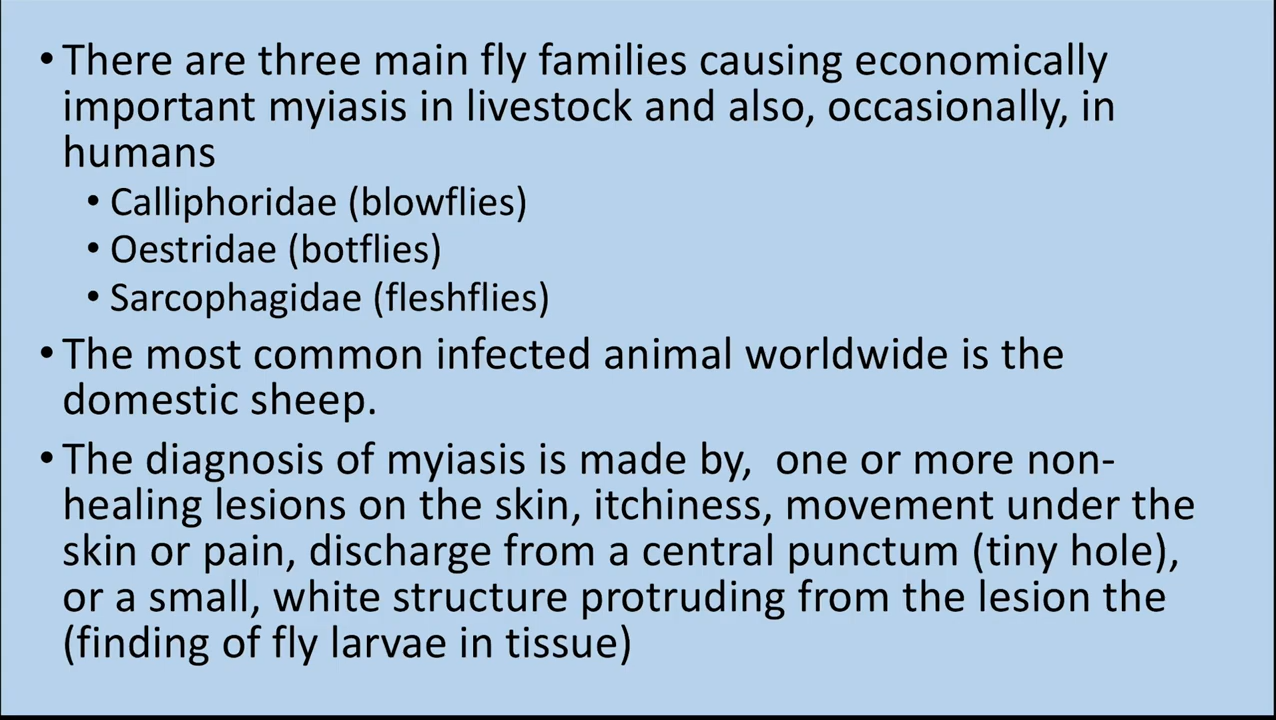 • There are three main fly families causing economically
important myiasis in livestock and also, occasionally, in
humans
• Calliphoridae (blowflies)
• Oestridae (botflies)
• Sarcophagidae (fleshflies)
• The most common infected animal worldwide is the
domestic sheep.
• The diagnosis of myiasis is made by,  one or more non-
healing lesions on the skin, itchiness, movement under the
skin or pain, discharge from a central punctum (tiny hole),
or a small, white structure protruding from the lesion the
(finding of fly larvae in tissue)